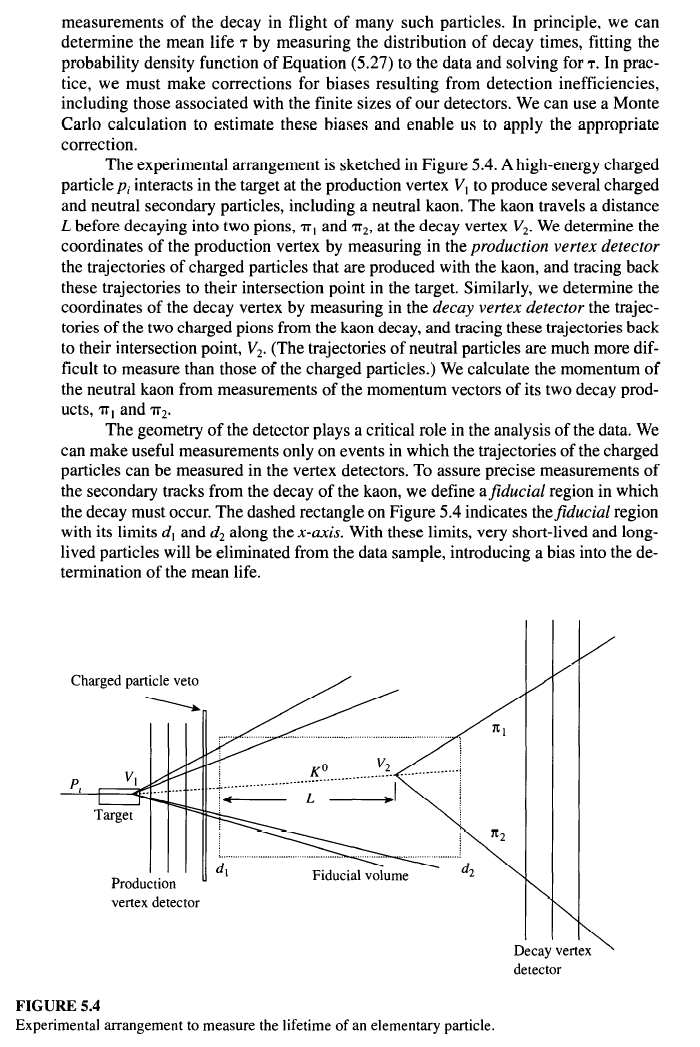 measurements of the decay in flight of many such particles. In principle, we can
determine the mean life τ by measuring the distribution of decay times, fitting the
probability density function of Equation (5.27) to the data and solving for τ. In prac-
tice, we must make corrections for biases resulting from detection inefficiencies,
including those associated with the finite sizes of our detectors. We can use a Monte
Carlo calculation to estimate these biases and enable us to apply the appropriate
correction.
The experimental arrangement is sketched in Figure 5.4. A high-energy charged
particle pᵢ interacts in the target at the production vertex V₁ to produce several charged
and neutral secondary particles, including a neutral kaon. The kaon travels a distance
L before decaying into two pions, π₁ and π₂, at the decay vertex V₂. We determine the
coordinates of the production vertex by measuring in the production vertex detector
the trajectories of charged particles that are produced with the kaon, and tracing back
these trajectories to their intersection point in the target. Similarly, we determine the
coordinates of the decay vertex by measuring in the decay vertex detector the trajec-
tories of the two charged pions from the kaon decay, and tracing these trajectories back
to their intersection point, V₂. (The trajectories of neutral particles are much more dif-
ficult to measure than those of the charged particles.) We calculate the momentum of
the neutral kaon from measurements of the momentum vectors of its two decay prod-
ucts, π₁ and π₂.
The geometry of the detector plays a critical role in the analysis of the data. We
can make useful measurements only on events in which the trajectories of the charged
particles can be measured in the vertex detectors. To assure precise measurements of
the secondary tracks from the decay of the kaon, we define a fiducial region in which
the decay must occur. The dashed rectangle on Figure 5.4 indicates the fiducial region
with its limits d₁ and d₂ along the x-axis. With these limits, very short-lived and long-
lived particles will be eliminated from the data sample, introducing a bias into the de-
termination of the mean life.
Charged particle veto
π₁
V₂
K⁰
V₁
Pᵢ
L
Target
π₂
d₁
d₂
Fiducial volume
Production
vertex detector
Decay vertex
detector
FIGURE 5.4
Experimental arrangement to measure the lifetime of an elementary particle.